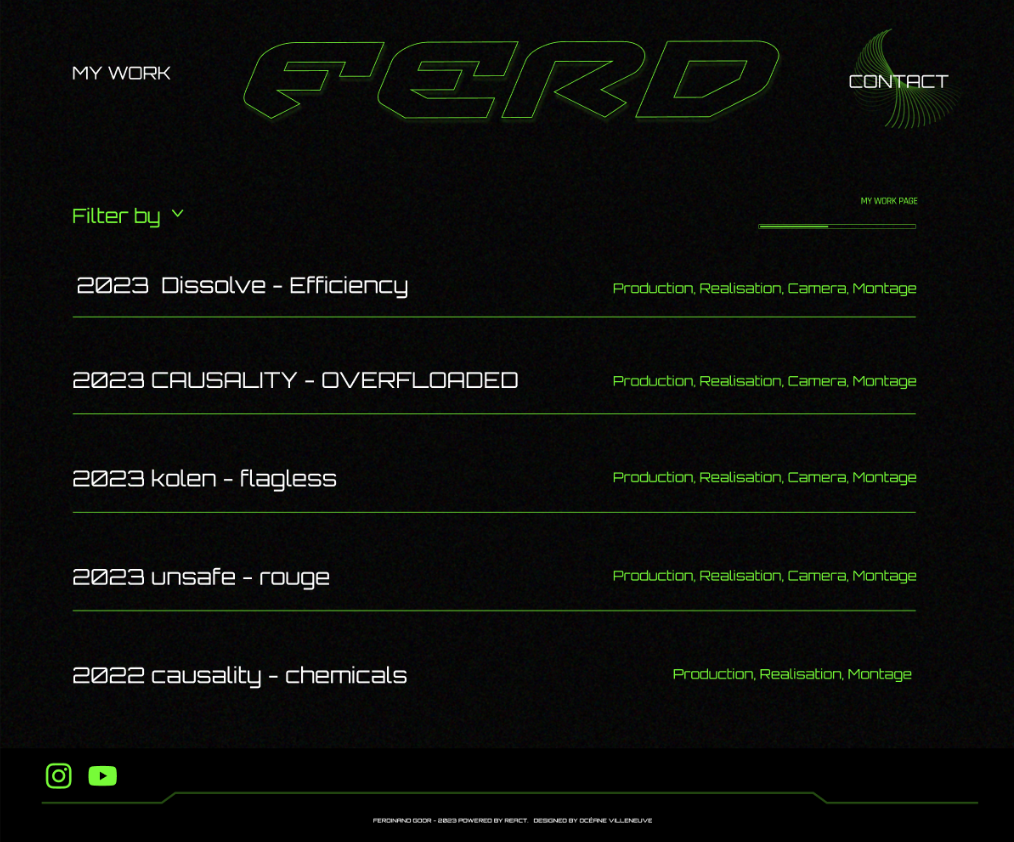 MY WORK
FERD
CONTACT
MY WORK PAGE
Filter by
2023 Dissolve - Efficiency
Production, Realisation, Camera, Montage
2023 CAUSALITY - OVERFLOADED
Production, Realisation, Camera, Montage
2023 kolen - flagless
Production, Realisation, Camera, Montage
2023 unsafe - rouge
Production, Realisation, Camera, Montage
2022 causality - chemicals
Production, Realisation, Montage
FERDINAND GOOR - 2023 POWERED BY REACT. DESIGNED BY OCÉANE VILLENEUVE